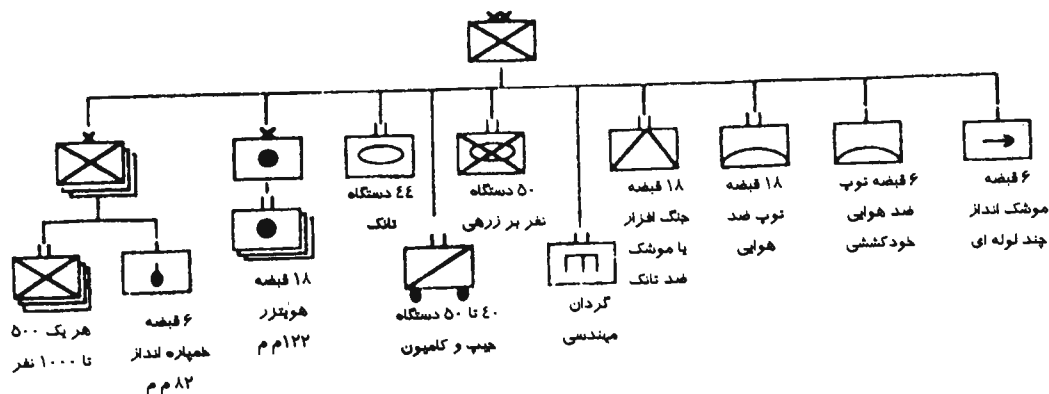 ۶ قبضه
موشک انداز
چند لوله ای
۶ قبضه توپ
ضد هوایی
خودکششی
۱۸ قبضه
توپ ضد
هوایی
۱۸ قبضه
جنگ افزار
یا موشک
ضد تانک
گردان
مهندسی
۵۰ دستگاه
نفر بر زرهی
۴۰ تا ۵۰ دستگاه
جیپ و کامیون
۴۴ دستگاه
تانک
۱۸ قبضه
هویتزر
۱۲۲م م
۶ قبضه
خمپاره انداز
۸۲ م م
هر یک ۵۰۰
تا ۱۰۰۰ نفر